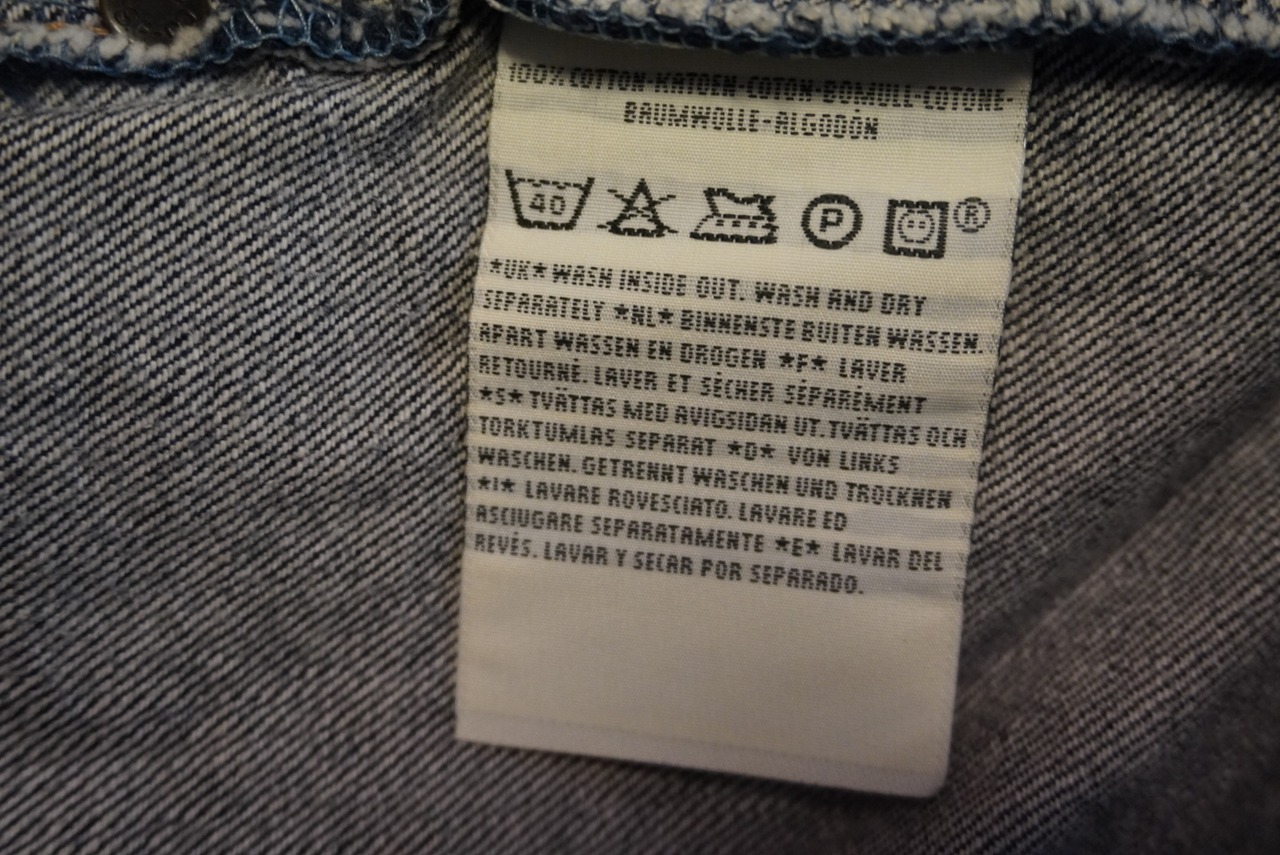 100% COTTON-KATOEN-COTON-BOMULL-COTONE-
BAUMWOLLE-ALGODÓN
40 P ®
*UK* WASH INSIDE OUT. WASH AND DRY
SEPARATELY *NL* BINNENSTE BUITEN WASSEN.
APART WASSEN EN DROGEN *F* LAVER
RETOURNÉ. LAVER ET SÉCHER SÉPARÉMENT
*S* TVÄTTAS MED AVIGSIDAN UT. TVÄTTAS OCH
TORKTUMLAS SEPARAT *D* VON LINKS
WASCHEN. GETRENNT WASCHEN UND TROCKNEN
*I* LAVARE ROVESCIATO. LAVARE ED
ASCIUGARE SEPARATAMENTE *E* LAVAR DEL
REVÉS. LAVAR Y SECAR POR SEPARADO.